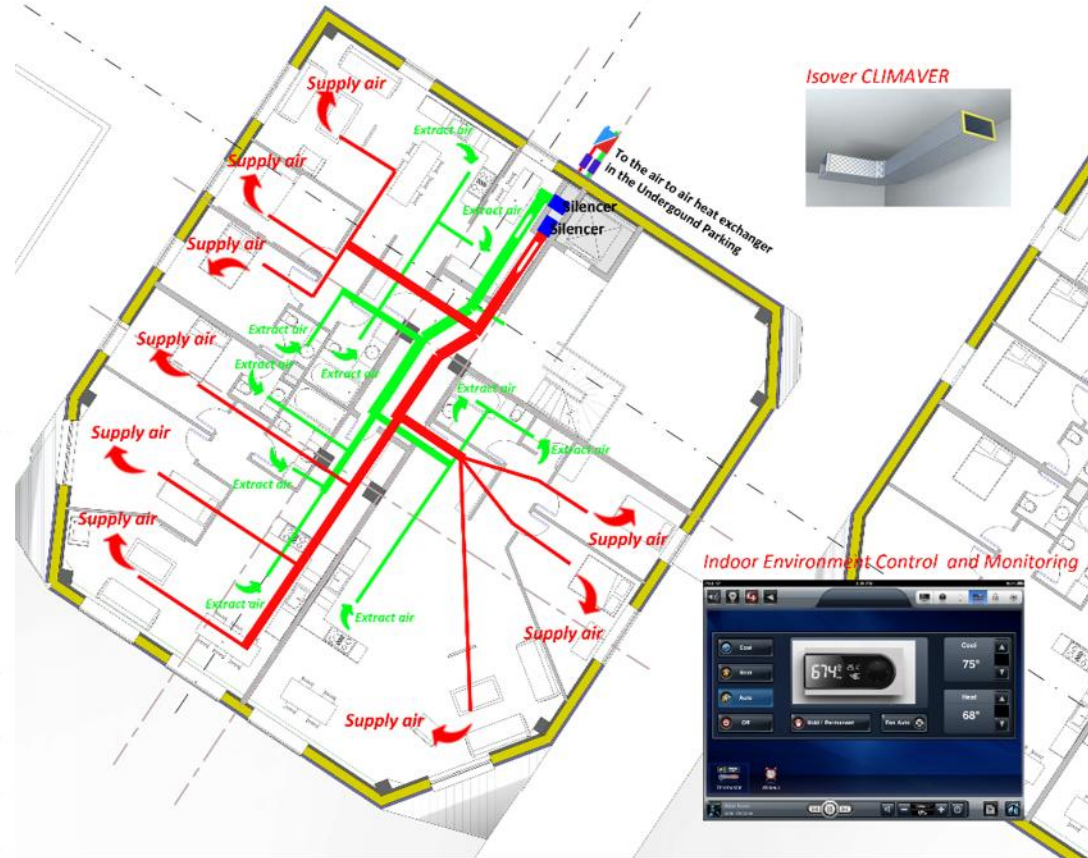 Isover CLIMAVER
Supply air
Extract air
Supply air
Extract air
Silencer
Silencer
To the air to air heat exchanger
in the Undergound Parking
Supply air
Extract air
Supply air
Extract air
Extract air
Extract air
Supply air
Extract air
Extract air
Supply air
Supply air
Extract air
Extract air
Supply air
Supply air
Indoor Environment Control and Monitoring
Cool
75°
Heat
68°
Cool
Heat
Auto
Off
Hold / Permanent
Fan Auto